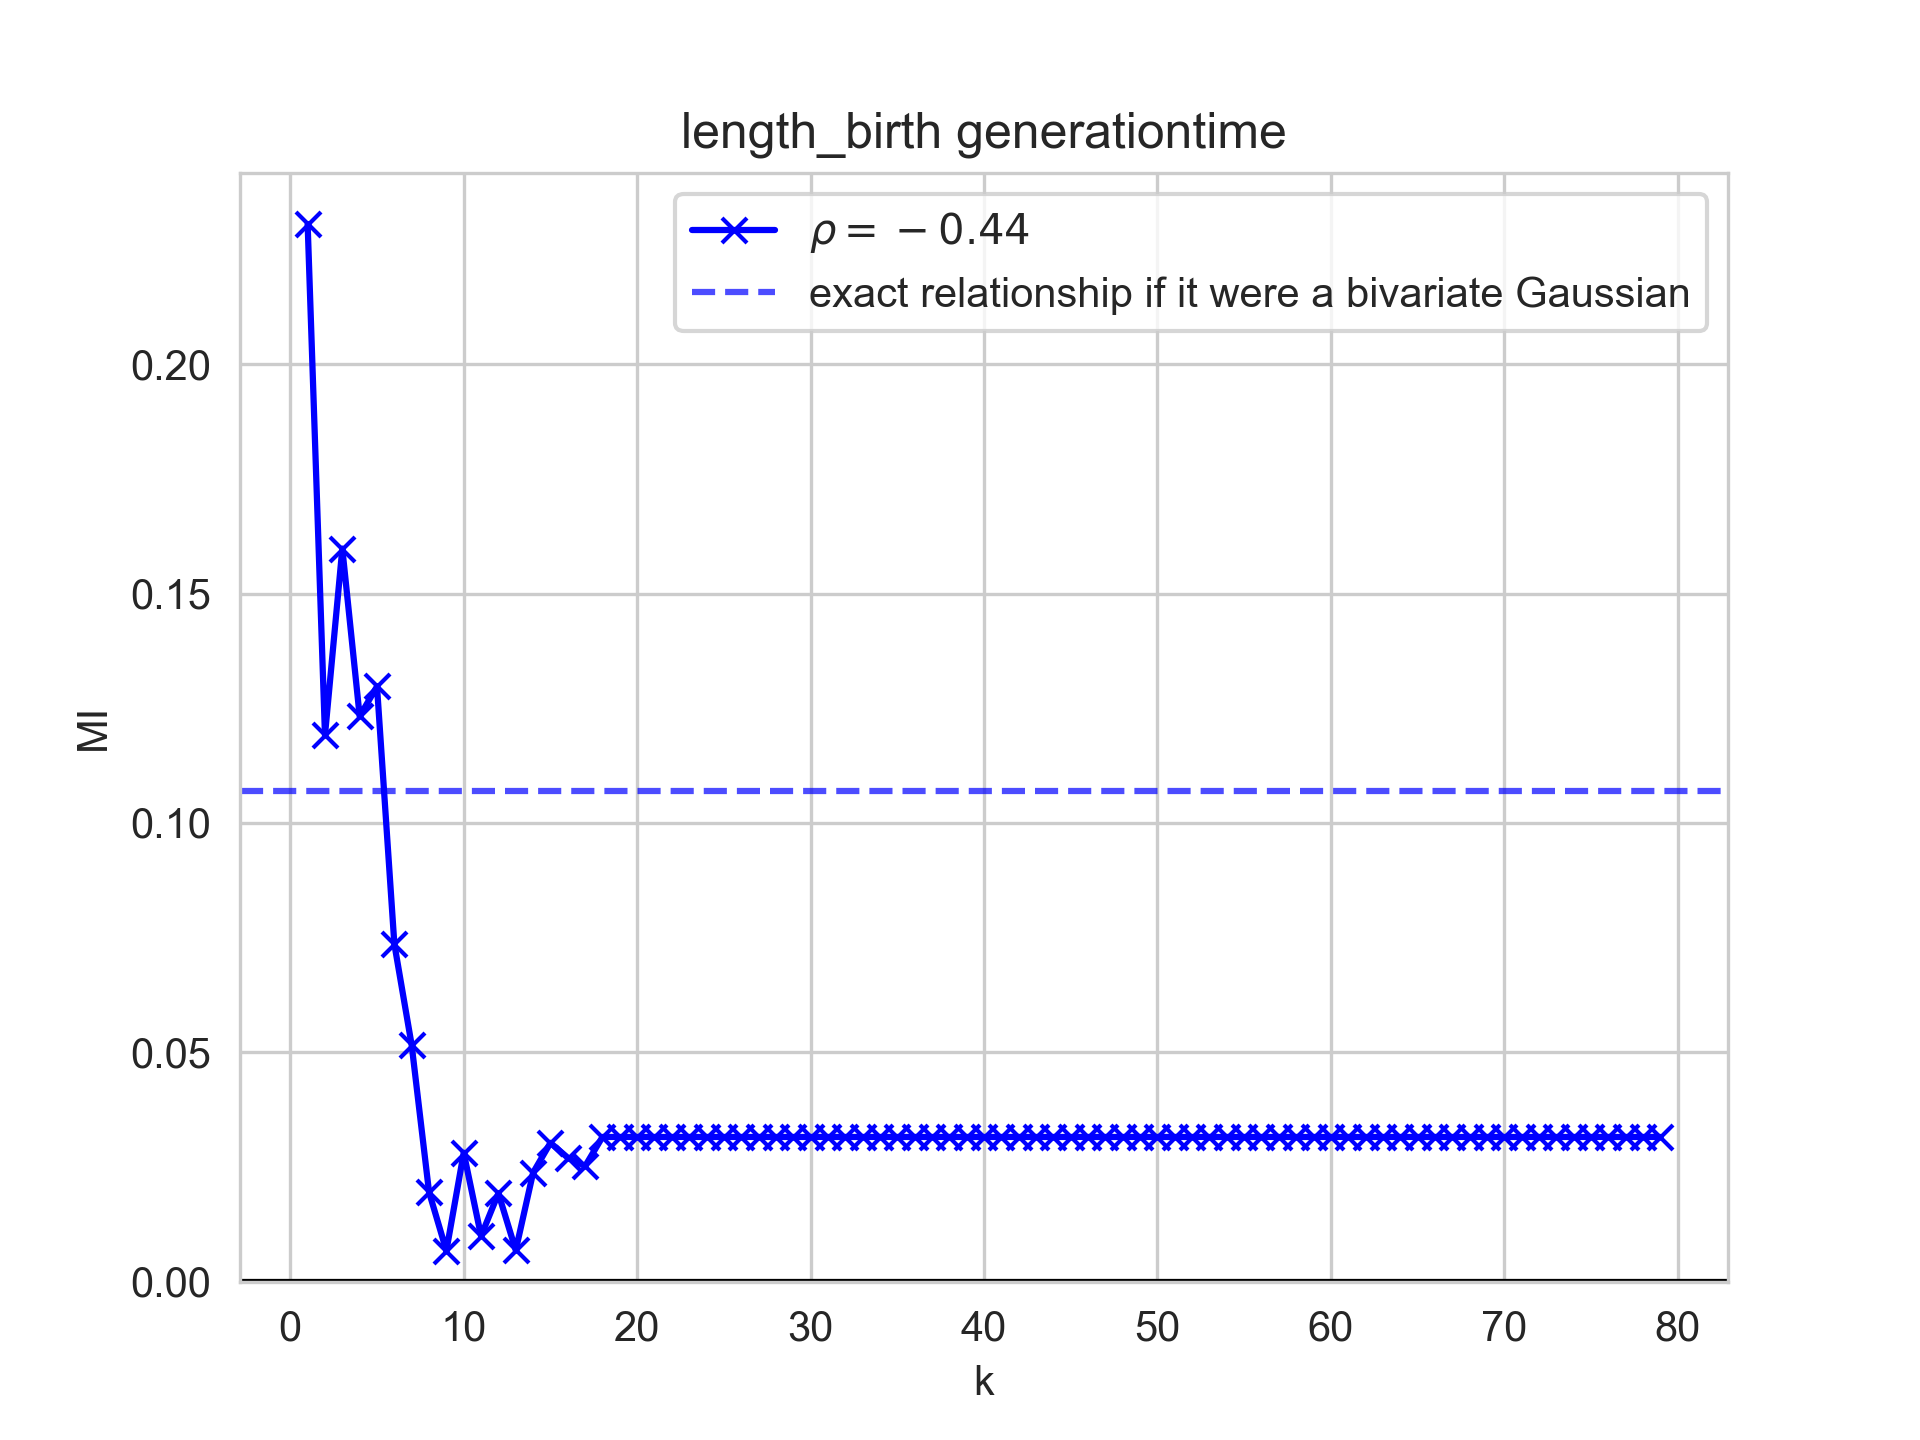 length_birth generationtime
ρ = − 0.44
exact relationship if it were a bivariate Gaussian
MI
0.20
0.15
0.10
0.05
0.00
0 10 20 30 40 50 60 70 80
k